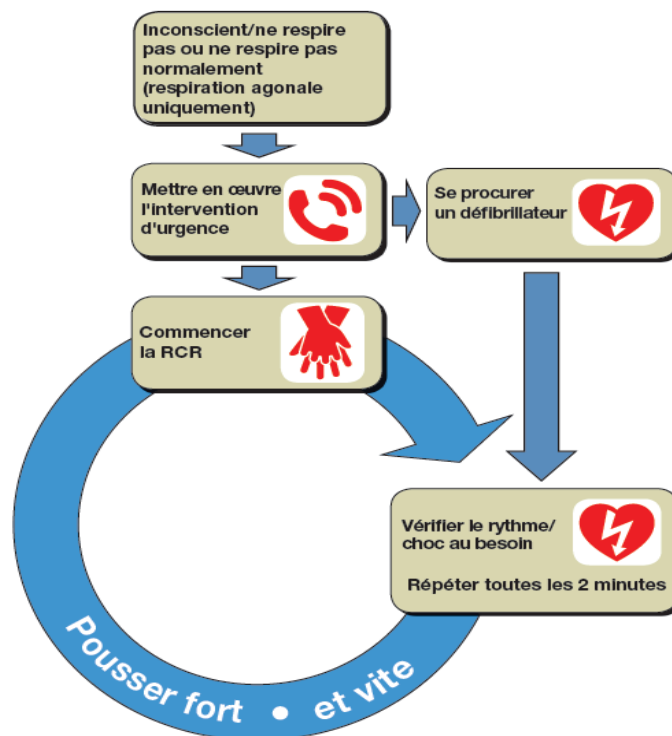 Inconscient/ne respire
pas ou ne respire pas
normalement
(respiration agonale
uniquement)
Mettre en œuvre
l'intervention
d'urgence
Se procurer
un défibrillateur
Commencer
la RCR
Vérifier le rythme/
choc au besoin
Répéter toutes les 2 minutes
Pousser fort • et vite